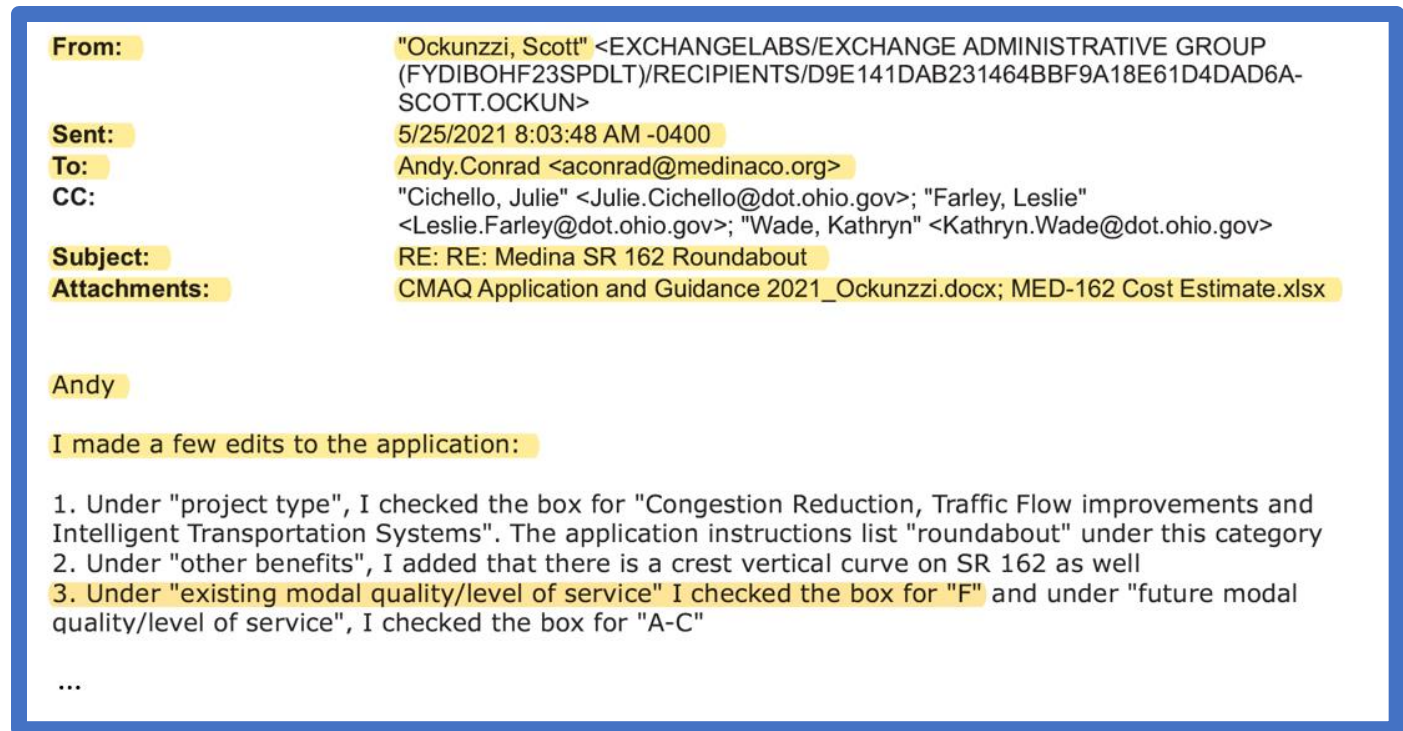 From: "Ockunzzi, Scott" <EXCHANGELABS/EXCHANGE ADMINISTRATIVE GROUP
(FYDIBOHF23SPDLT)/RECIPIENTS/D9E141DAB231464BBF9A18E61D4DAD6A-
SCOTT.OCKUN>
Sent: 5/25/2021 8:03:48 AM -0400
To: Andy.Conrad <aconrad@medinaco.org>
CC: "Cichello, Julie" <Julie.Cichello@dot.ohio.gov>; "Farley, Leslie"
<Leslie.Farley@dot.ohio.gov>; "Wade, Kathryn" <Kathryn.Wade@dot.ohio.gov>
Subject: RE: RE: Medina SR 162 Roundabout
Attachments: CMAQ Application and Guidance 2021_Ockunzzi.docx; MED-162 Cost Estimate.xlsx
Andy
I made a few edits to the application:
1. Under "project type", I checked the box for "Congestion Reduction, Traffic Flow improvements and
Intelligent Transportation Systems". The application instructions list "roundabout" under this category
2. Under "other benefits", I added that there is a crest vertical curve on SR 162 as well
3. Under "existing modal quality/level of service" I checked the box for "F" and under "future modal
quality/level of service", I checked the box for "A-C"
...